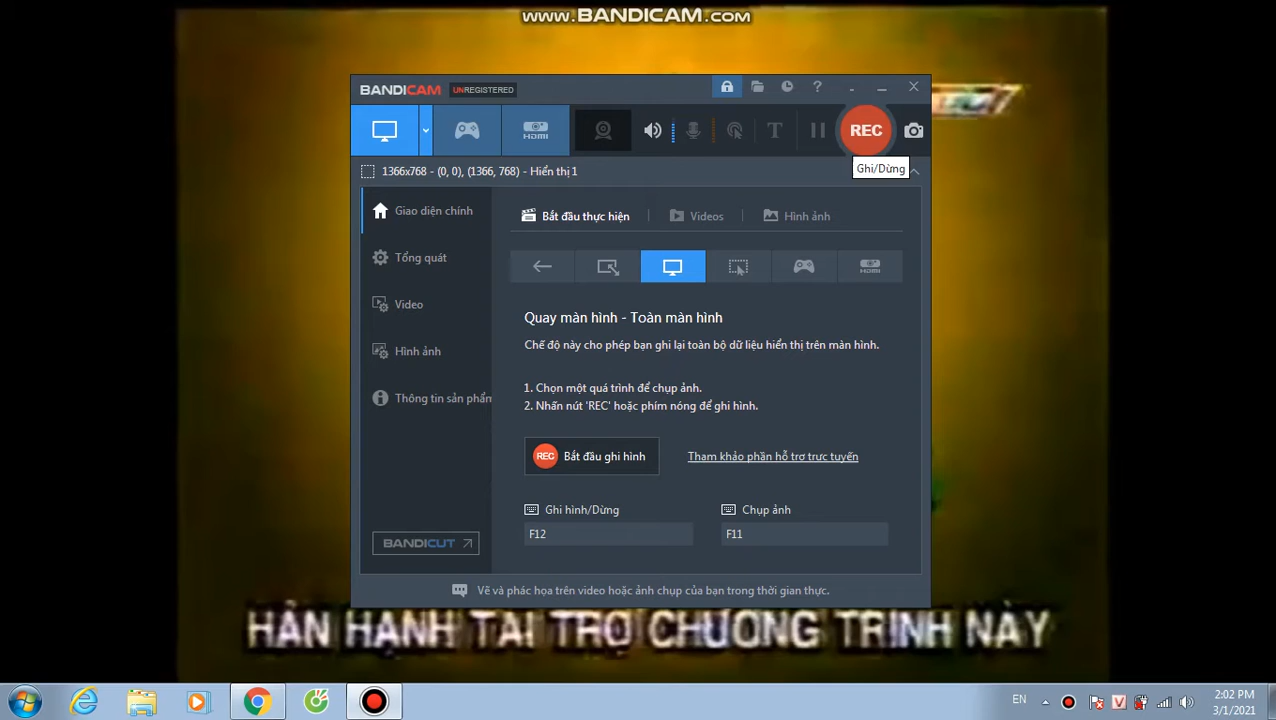 www.BANDICAM.com
BANDICAM UNREGISTERED
HDMI
T
REC
Ghi/Dừng
1366x768 - (0, 0), (1366, 768) - Hiển thị 1
Giao diện chính
Tổng quát
Video
Hình ảnh
Thông tin sản phẩm
BANDICUT
Bắt đầu thực hiện
Videos
Hình ảnh
HDMI
Quay màn hình - Toàn màn hình
Chế độ này cho phép bạn ghi lại toàn bộ dữ liệu hiển thị trên màn hình.
1. Chọn một quá trình để chụp ảnh.
2. Nhấn nút 'REC' hoặc phím nóng để ghi hình.
REC Bắt đầu ghi hình
Tham khảo phần hỗ trợ trực tuyến
Ghi hình/Dừng
Chụp ảnh
F12
F11
Vẽ và phác họa trên video hoặc ảnh chụp của bạn trong thời gian thực.
HÂN HẠNH TÀI TRỢ CHƯƠNG TRÌNH NÀY
EN
V
2:02 PM
3/1/2021